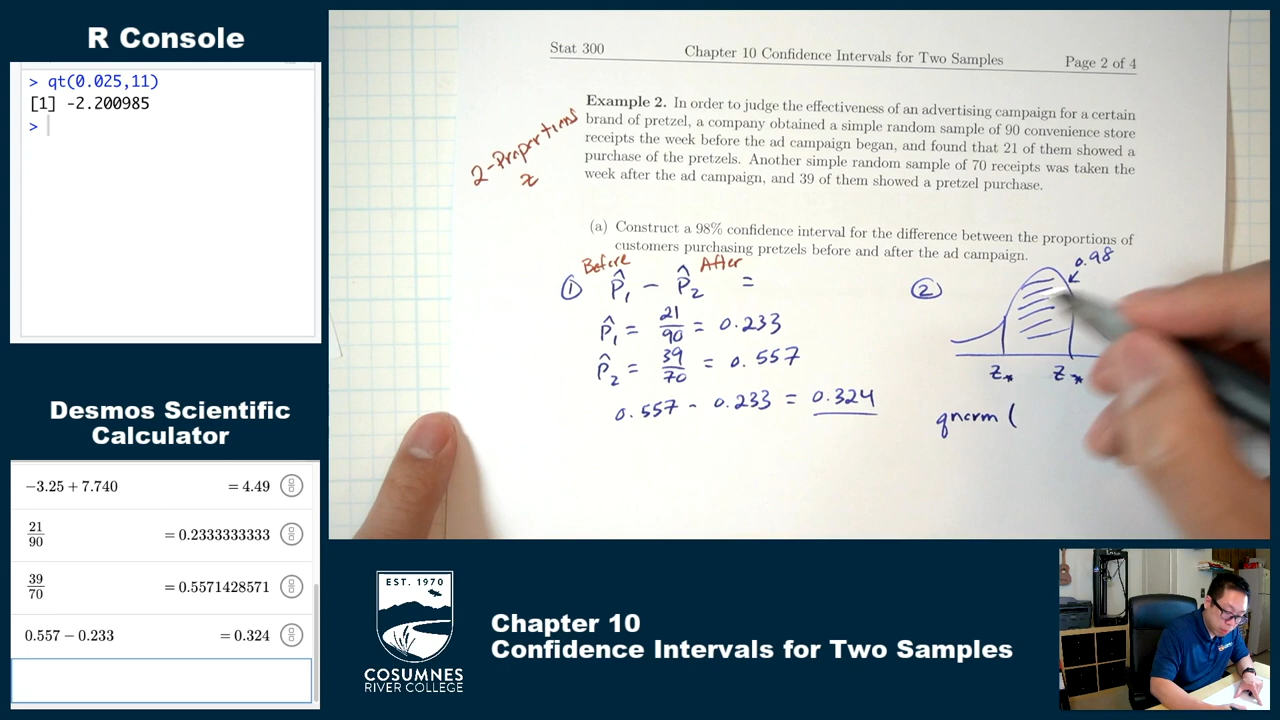 R Console
> qt(0.025,11)
[1] -2.200985
>
Desmos Scientific
Calculator
−3.25 + 7.740 = 4.49
21/90 = 0.2333333333
39/70 = 0.5571428571
0.557 − 0.233 = 0.324
Stat 300 Chapter 10 Confidence Intervals for Two Samples Page 2 of 4
2-Proportions
z
Example 2. In order to judge the effectiveness of an advertising campaign for a certain
brand of pretzel, a company obtained a simple random sample of 90 convenience store
receipts the week before the ad campaign began, and found that 21 of them showed a
purchase of the pretzels. Another simple random sample of 70 receipts was taken the
week after the ad campaign, and 39 of them showed a pretzel purchase.
(a) Construct a 98% confidence interval for the difference between the proportions of
customers purchasing pretzels before and after the ad campaign.
Before After
① p̂₁ − p̂₂ =
p̂₁ = 21/90 = 0.233
p̂₂ = 39/70 = 0.557
0.557 - 0.233 = 0.324
② 0.98
z* z*
qnorm (
EST. 1970
COSUMNES
RIVER COLLEGE
Chapter 10
Confidence Intervals for Two Samples